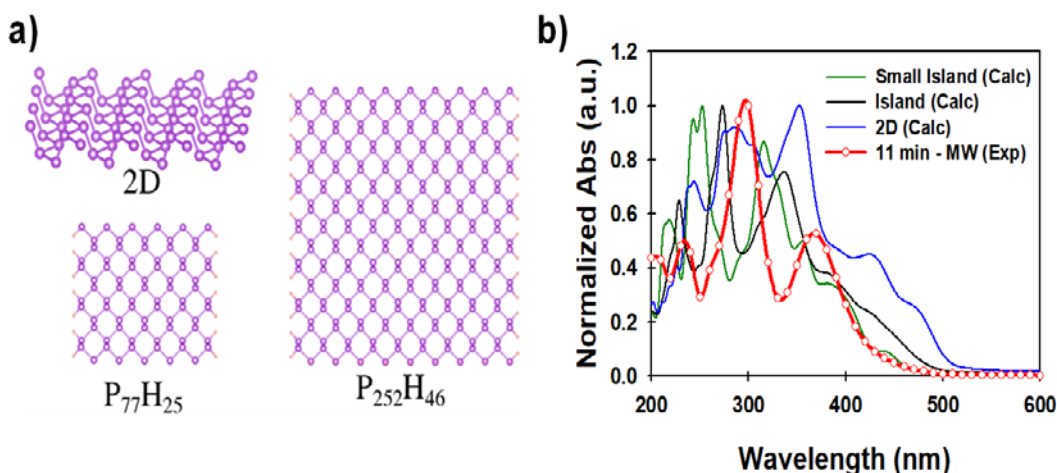 a)
2D
P₇₇H₂₅
P₂₅₂H₄₆
b)
Normalized Abs (a.u.)
1.2
1.0
0.8
0.6
0.4
0.2
0.0
Small Island (Calc)
Island (Calc)
2D (Calc)
11 min - MW (Exp)
200 300 400 500 600
Wavelength (nm)